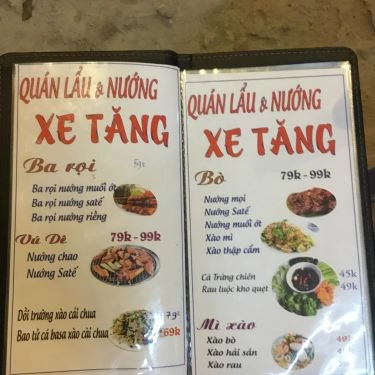 QUÁN LẨU & NƯỚNG
XE TĂNG
Ba rọi
Ba rọi nướng muối ớt
Ba rọi nướng satế
Ba rọi nướng riềng
Vú Dê 79k - 99k
Nướng chao
Nướng Satế
Dồi trường xào cải chua
Bao tử cá basa xào cải chua 69k
QUÁN LẨU & NƯỚNG
XE TĂNG
Bò 79k - 99k
Nướng mọi
Nướng Satế
Nướng muối ớt
Xào mì
Xào thập cẩm
Cá Trứng chiên 45k
Rau luộc kho quẹt 49k
Mì xào
Xào bò
Xào hải sản
Xào rau